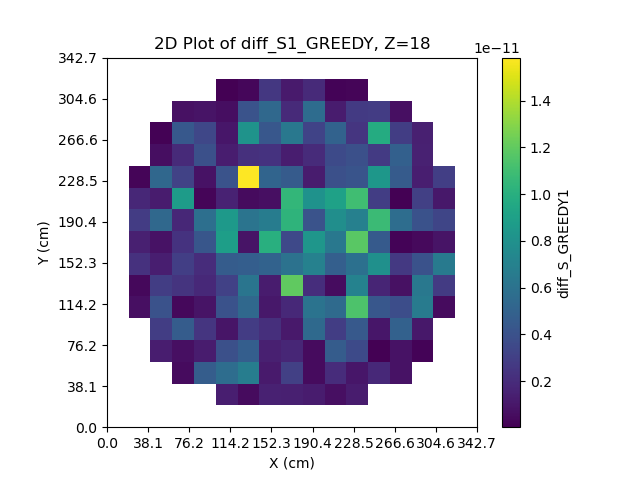 2D Plot of diff_S1_GREEDY, Z=18
1e−11
342.7
304.6
266.6
228.5
190.4
152.3
114.2
76.2
38.1
0.0
Y (cm)
0.0 38.1 76.2 114.2 152.3 190.4 228.5 266.6 304.6 342.7
X (cm)
1.4
1.2
1.0
0.8
0.6
0.4
0.2
diff_S_GREEDY1